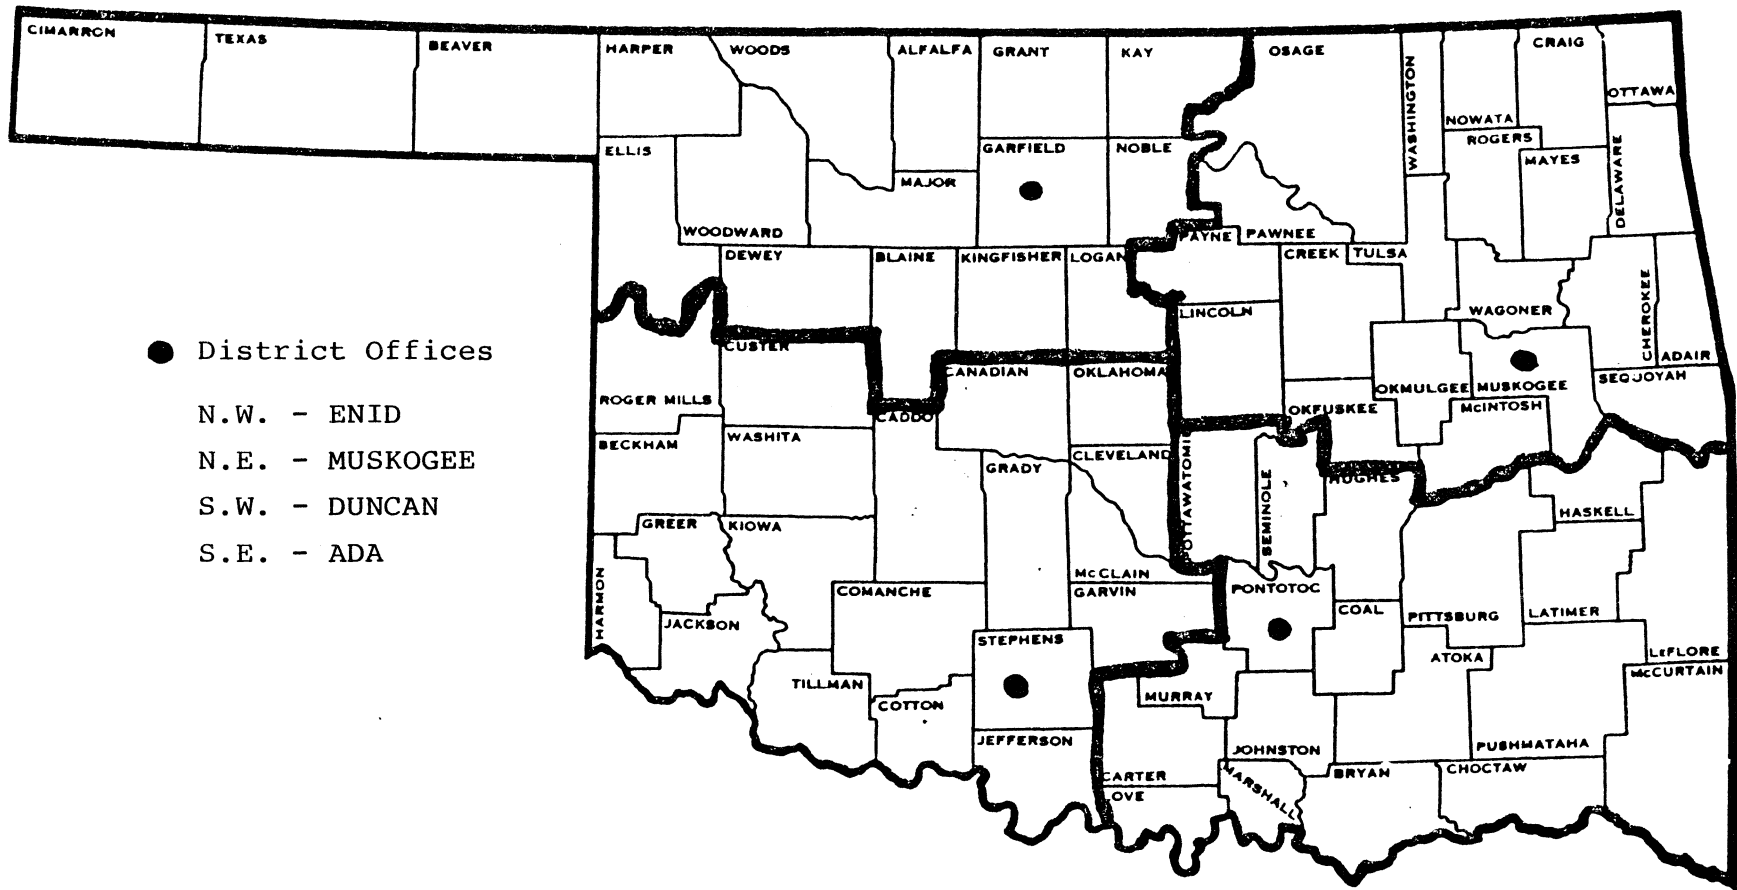 CIMARRON
TEXAS
BEAVER
HARPER
WOODS
ALFALFA
GRANT
KAY
OSAGE
WASHINGTON
NOWATA
CRAIG
OTTAWA
ROGERS
MAYES
DELAWARE
ELLIS
WOODWARD
MAJOR
GARFIELD
NOBLE
PAYNE
PAWNEE
CREEK
TULSA
WAGONER
CHEROKEE
ADAIR
DEWEY
BLAINE
KINGFISHER
LOGAN
LINCOLN
CUSTER
CANADIAN
OKLAHOMA
OKFUSKEE
OKMULGEE
MUSKOGEE
McINTOSH
SEQUOYAH
ROGER MILLS
CADDO
BECKHAM
WASHITA
GRADY
CLEVELAND
POTTAWATOMIE
SEMINOLE
HUGHES
HASKELL
GREER
KIOWA
HARMON
JACKSON
COMANCHE
McCLAIN
GARVIN
PONTOTOC
COAL
PITTSBURG
LATIMER
LeFLORE
STEPHENS
ATOKA
McCURTAIN
TILLMAN
COTTON
MURRAY
JEFFERSON
JOHNSTON
PUSHMATAHA
CARTER
LOVE
MARSHALL
BRYAN
CHOCTAW
District Offices
N.W. - ENID
N.E. - MUSKOGEE
S.W. - DUNCAN
S.E. - ADA